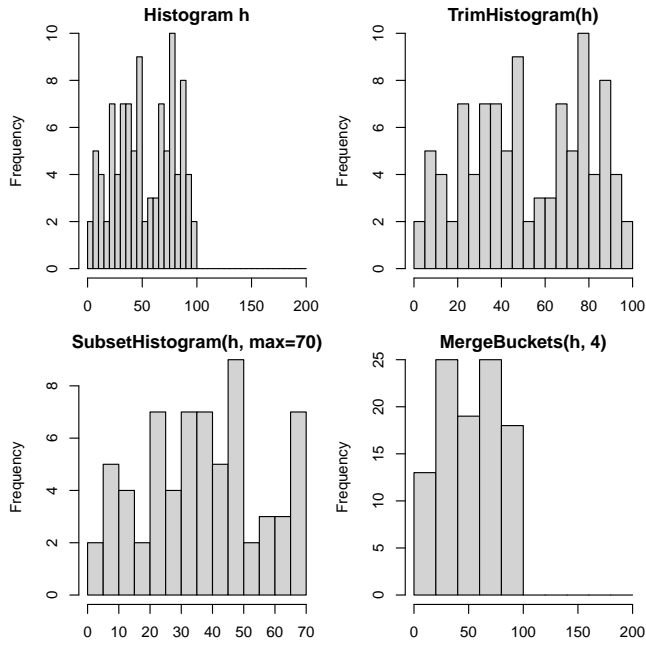 Histogram h
Frequency
0 2 4 6 8 10
0 50 100 150 200
TrimHistogram(h)
Frequency
0 2 4 6 8 10
0 20 40 60 80 100
SubsetHistogram(h, max=70)
Frequency
0 2 4 6 8
0 10 20 30 40 50 60 70
MergeBuckets(h, 4)
Frequency
0 5 10 15 20 25
0 50 100 150 200